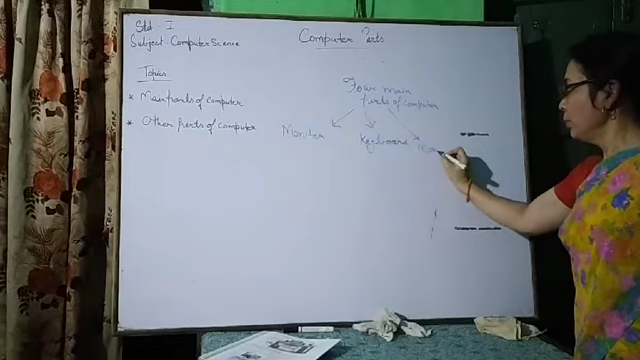 Std I
Subject-Computer Science
Computer Parts
Topics
* Main parts of computer
* Other parts of computer
Four main
parts of computer
Monitor
Keyboard